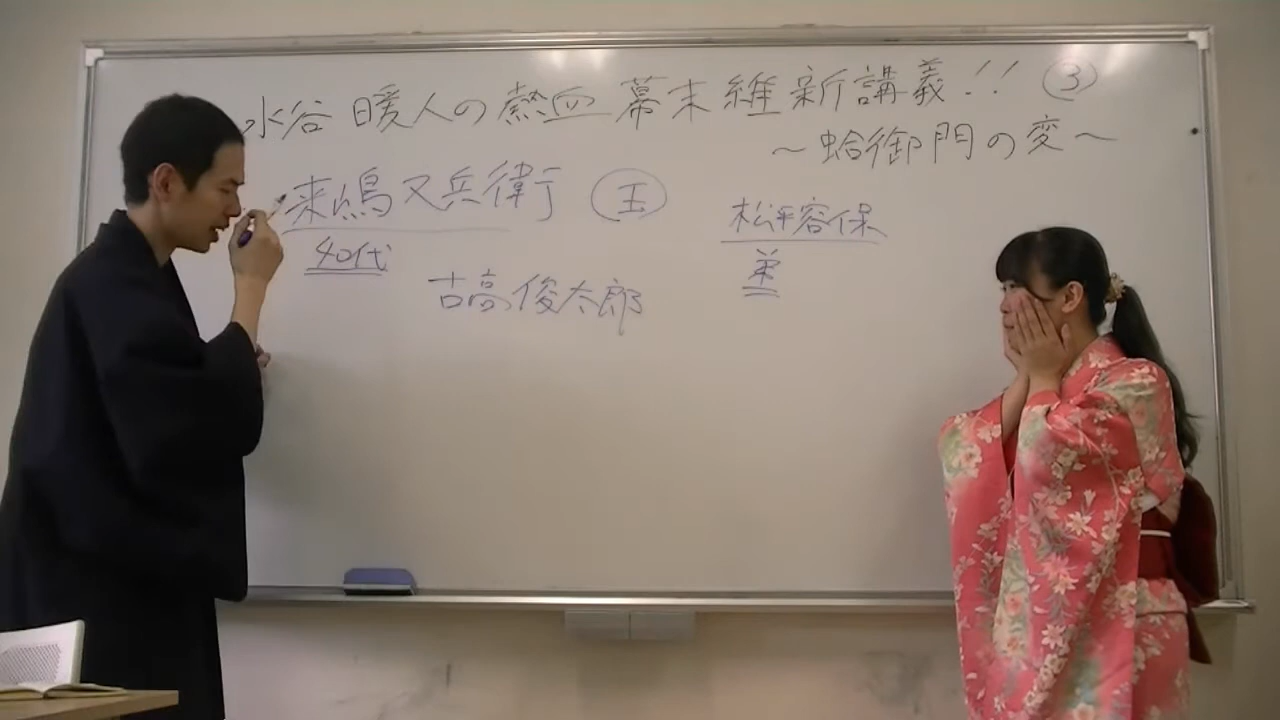 水谷暖人の熱血幕末維新講義!! ③
〜蛤御門の変〜
来嶋又兵衛 玉
40代
古高俊太郎
松平容保